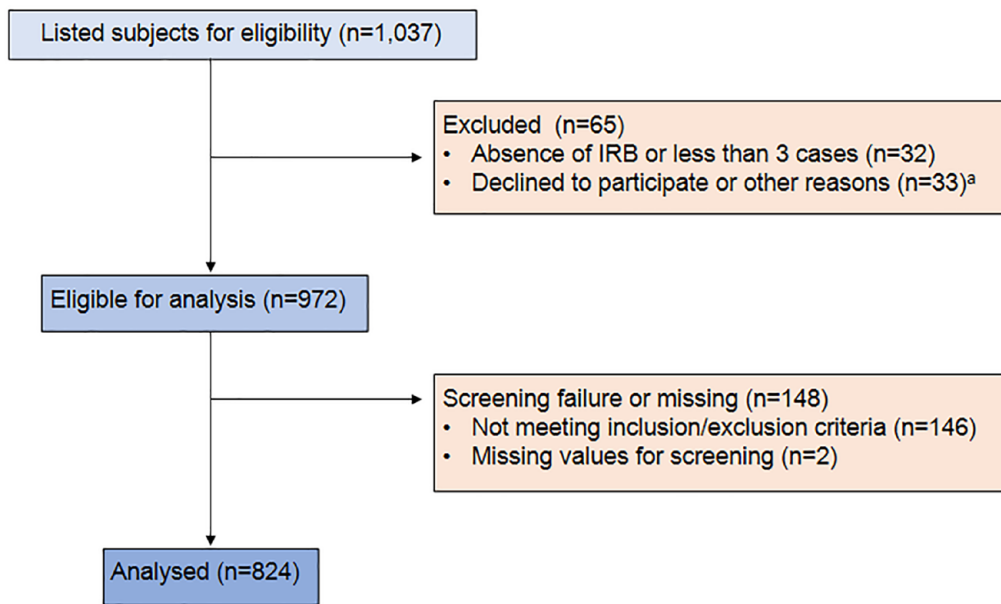 Listed subjects for eligibility (n=1,037)
Excluded (n=65)
• Absence of IRB or less than 3 cases (n=32)
• Declined to participate or other reasons (n=33)ᵃ
Eligible for analysis (n=972)
Screening failure or missing (n=148)
• Not meeting inclusion/exclusion criteria (n=146)
• Missing values for screening (n=2)
Analysed (n=824)